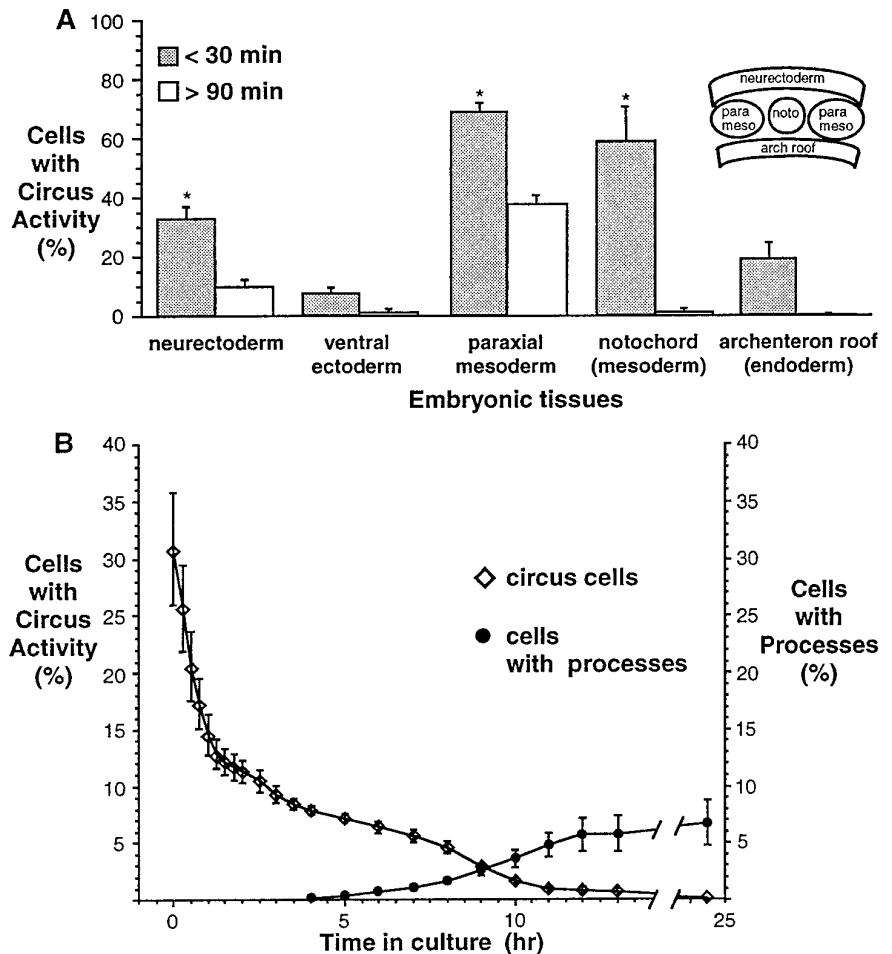 A
100
80
60
40
20
0
Cells
with
Circus
Activity
(%)
< 30 min
> 90 min
*
*
*
neurectoderm
para
meso
noto
para
meso
arch roof
neurectoderm
ventral
ectoderm
paraxial
mesoderm
notochord
(mesoderm)
archenteron roof
(endoderm)
Embryonic tissues
B
40
35
30
25
20
15
10
5
Cells
with
Circus
Activity
(%)
circus cells
cells
with processes
40
35
30
25
20
15
10
5
0
Cells
with
Processes
(%)
0
5
10
25
Time in culture (hr)